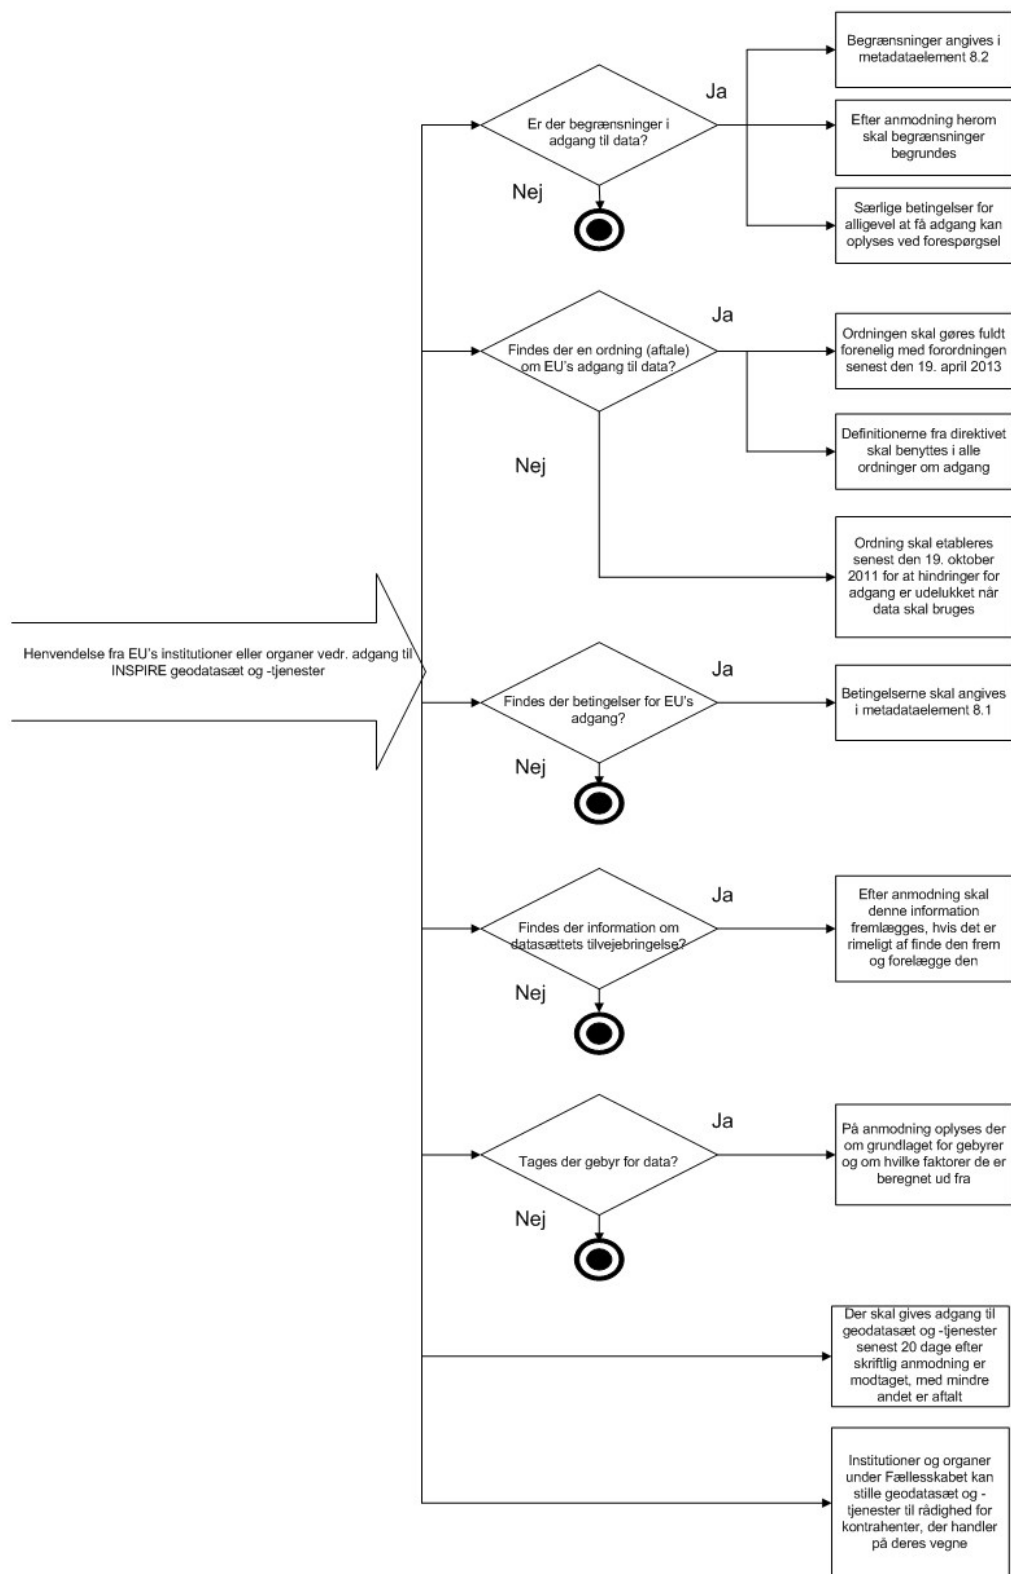 Henvendelse fra EU's institutioner eller organer vedr. adgang til
INSPIRE geodatasæt og -tjenester
Er der begrænsninger i
adgang til data?
Ja
Nej
Begrænsninger angives i
metadataelement 8.2
Efter anmodning herom
skal begrænsninger
begrundes
Særlige betingelser for
alligevel at få adgang kan
oplyses ved forespørgsel
Findes der en ordning (aftale)
om EU's adgang til data?
Ja
Nej
Ordningen skal gøres fuldt
forenelig med forordningen
senest den 19. april 2013
Definitionerne fra direktivet
skal benyttes i alle
ordninger om adgang
Ordning skal etableres
senest den 19. oktober
2011 for at hindringer for
adgang er udelukket når
data skal bruges
Findes der betingelser for EU's
adgang?
Ja
Nej
Betingelserne skal angives
i metadataelement 8.1
Findes der information om
datasættets tilvejebringelse?
Ja
Nej
Efter anmodning skal
denne information
fremlægges, hvis det er
rimeligt af finde den frem
og forelægge den
Tages der gebyr for data?
Ja
Nej
På anmodning oplyses der
om grundlaget for gebyrer
og om hvilke faktorer de er
beregnet ud fra
Der skal gives adgang til
geodatasæt og -tjenester
senest 20 dage efter
skriftlig anmodning er
modtaget, med mindre
andet er aftalt
Institutioner og organer
under Fællesskabet kan
stille geodatasæt og -
tjenester til rådighed for
kontrahenter, der handler
på deres vegne